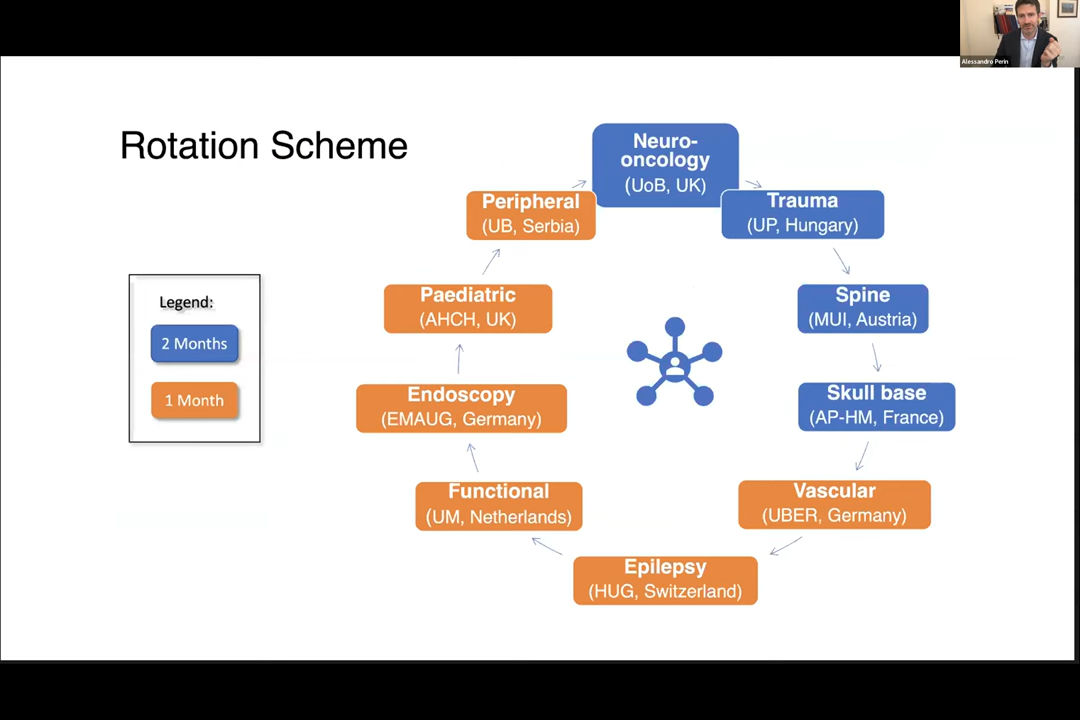 Alessandro Perin
Rotation Scheme
Neuro-
oncology
(UoB, UK)
Trauma
(UP, Hungary)
Spine
(MUI, Austria)
Skull base
(AP-HM, France)
Vascular
(UBER, Germany)
Epilepsy
(HUG, Switzerland)
Functional
(UM, Netherlands)
Endoscopy
(EMAUG, Germany)
Paediatric
(AHCH, UK)
Peripheral
(UB, Serbia)
Legend:
2 Months
1 Month